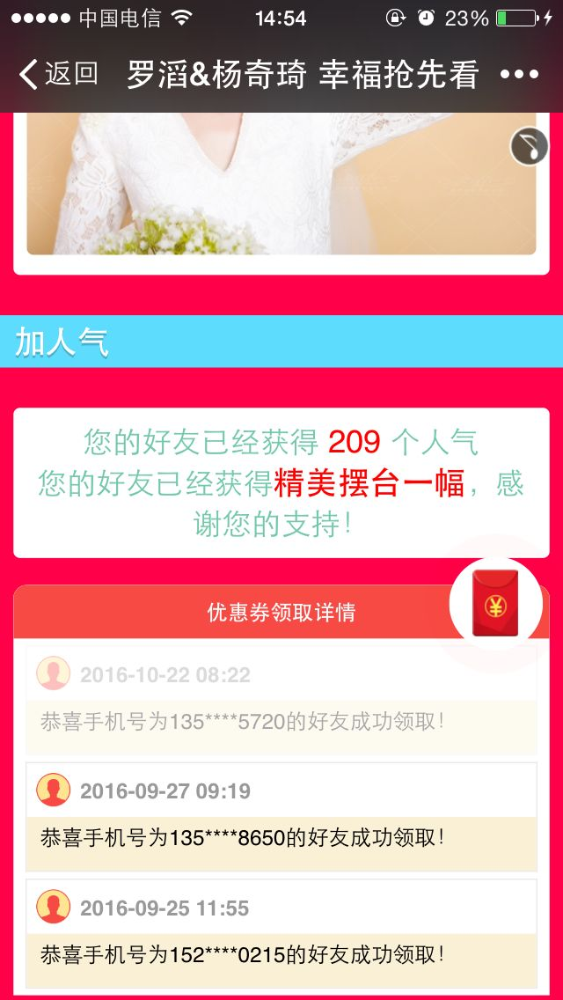 中国电信 14:54 23%
返回 罗滔&杨奇琦 幸福抢先看
加人气
您的好友已经获得 209 个人气
您的好友已经获得精美摆台一幅，感
谢您的支持！
优惠券领取详情
¥
2016-10-22 08:22
恭喜手机号为135****5720的好友成功领取！
2016-09-27 09:19
恭喜手机号为135****8650的好友成功领取！
2016-09-25 11:55
恭喜手机号为152****0215的好友成功领取！